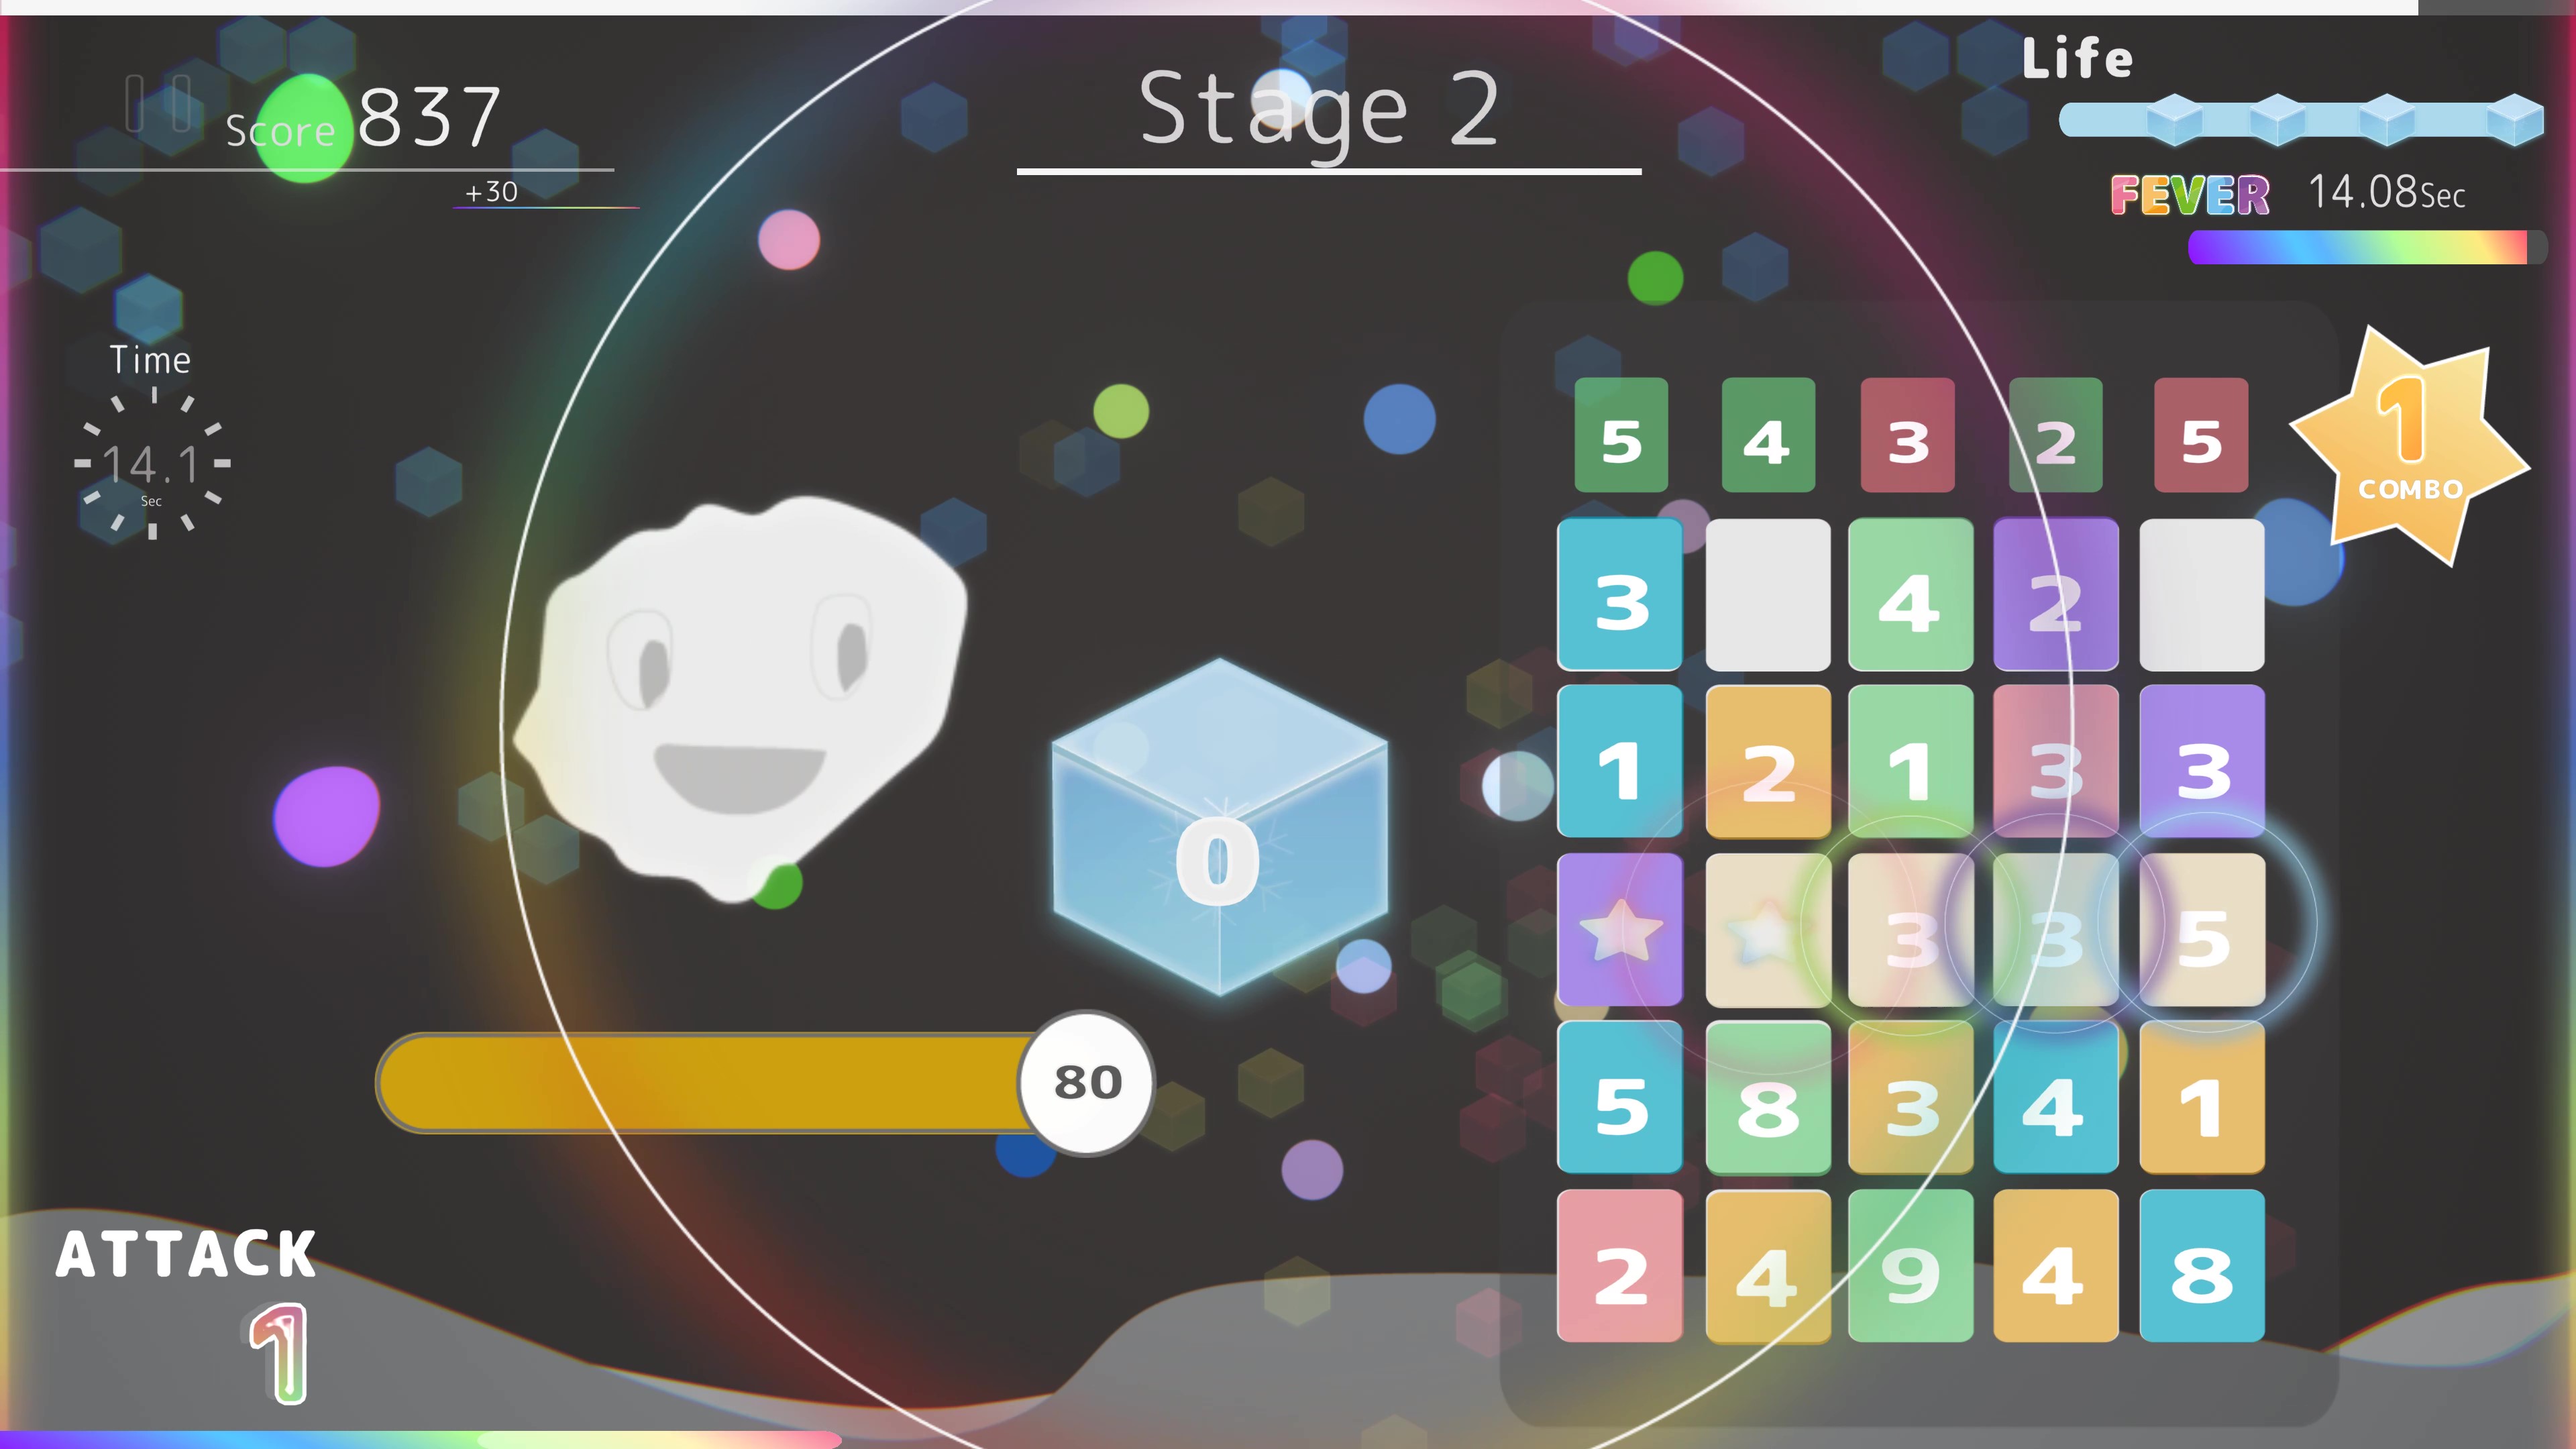 Score 837
+30
Stage 2
Life
FEVER 14.08Sec
Time
14.1
Sec
1
COMBO
5 4 3 2 5
3 4 2
1 2 1 3 3
3 3 5
5 8 3 4 1
2 4 9 4 8
0
80
ATTACK
1